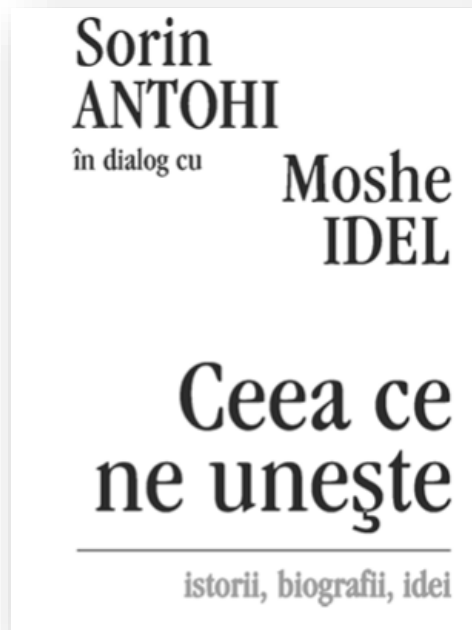 Sorin
ANTOHI
în dialog cu
Moshe
IDEL
Ceea ce
ne uneşte
istorii, biografii, idei